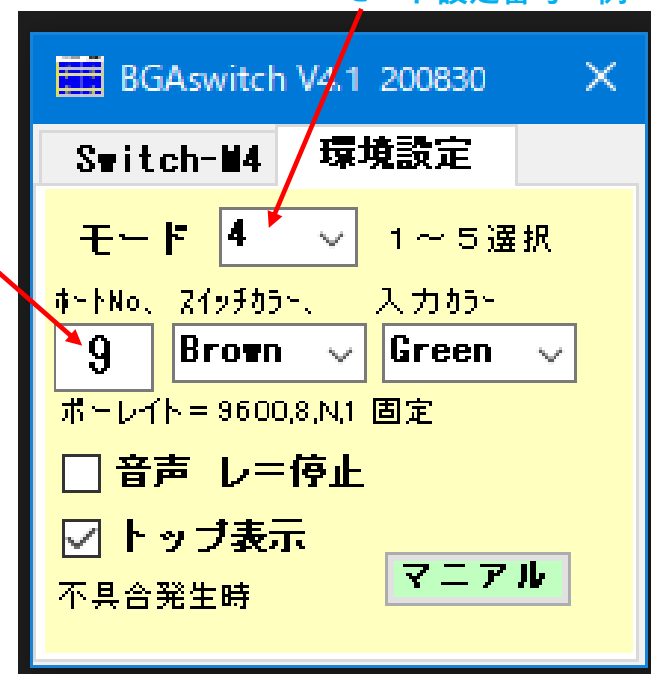 BGAswitch V4.1 200830
Switch-M4 環境設定
モード 4 1～5選択
ﾎﾟｰﾄNo、 ｽｲｯﾁｶﾗｰ、 入力ｶﾗｰ
9 Brown Green
ボーレイト＝9600,8,N,1 固定
音声 レ＝停止
トップ表示
不具合発生時 マニアル